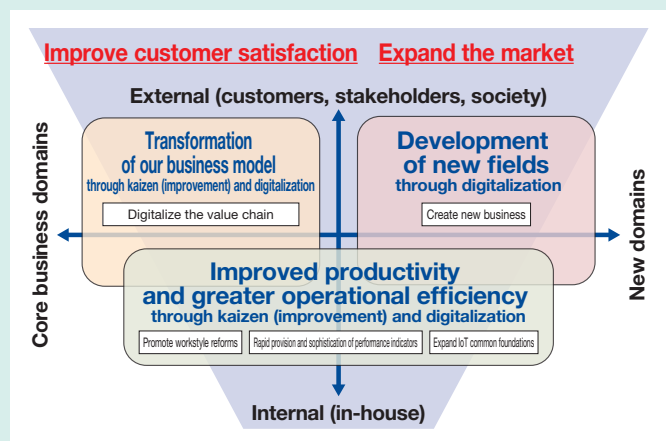 Improve customer satisfaction Expand the market
External (customers, stakeholders, society)
Transformation
of our business model
through kaizen (improvement) and digitalization
Digitalize the value chain
Development
of new fields
through digitalization
Create new business
Core business domains
New domains
Improved productivity
and greater operational efficiency
through kaizen (improvement) and digitalization
Promote workstyle reforms
Rapid provision and sophistication of performance indicators
Expand IoT common foundations
Internal (in-house)